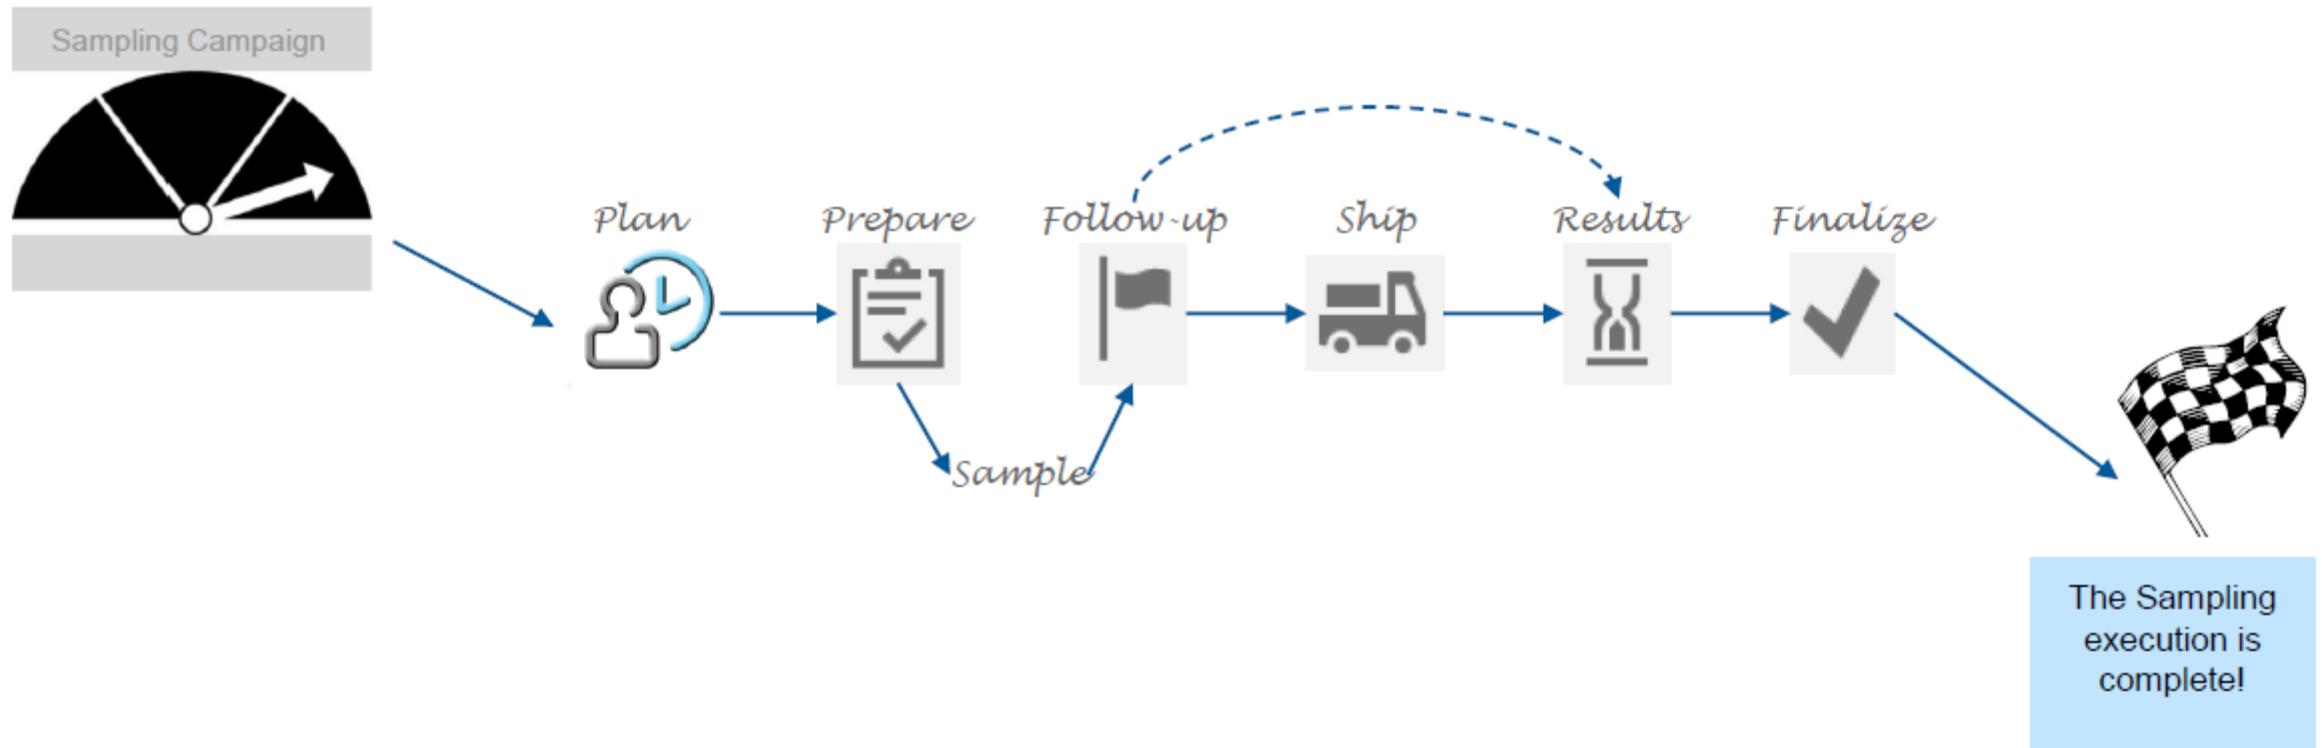 Sampling Campaign
Plan
Prepare
Sample
Follow-up
Ship
Results
Finalize
The Sampling
execution is
complete!